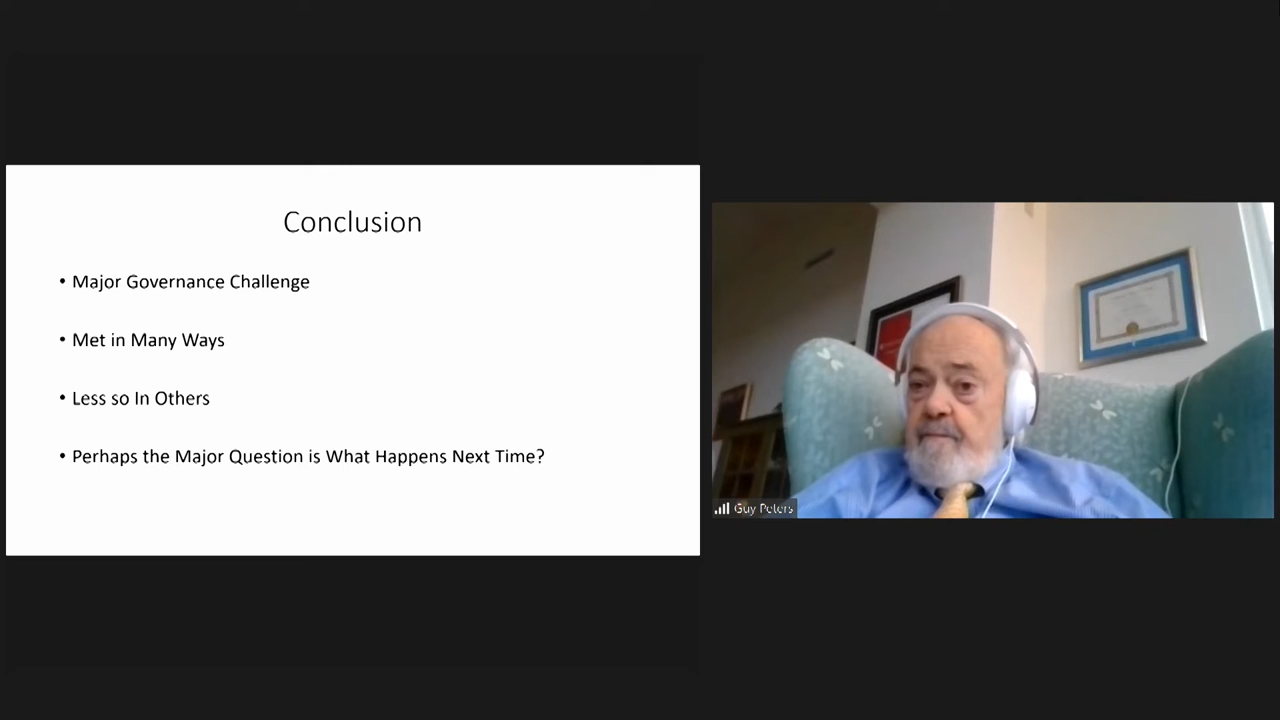 Conclusion
• Major Governance Challenge
• Met in Many Ways
• Less so In Others
• Perhaps the Major Question is What Happens Next Time?
Guy Peters